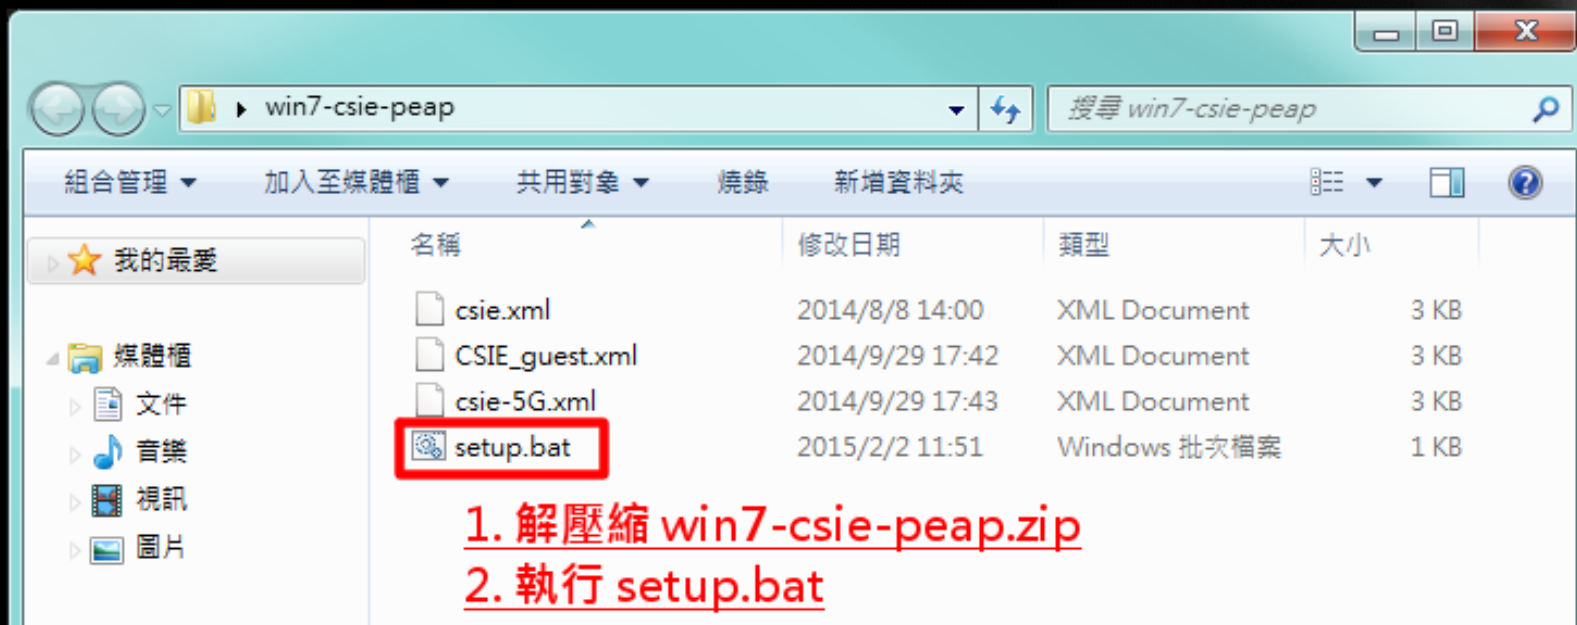 win7-csie-peap
搜尋 win7-csie-peap
組合管理 加入至媒體櫃 共用對象 燒錄 新增資料夾
我的最愛
媒體櫃
文件
音樂
視訊
圖片
名稱 修改日期 類型 大小
csie.xml 2014/8/8 14:00 XML Document 3 KB
CSIE_guest.xml 2014/9/29 17:42 XML Document 3 KB
csie-5G.xml 2014/9/29 17:43 XML Document 3 KB
setup.bat 2015/2/2 11:51 Windows 批次檔案 1 KB
1. 解壓縮 win7-csie-peap.zip
2. 執行 setup.bat